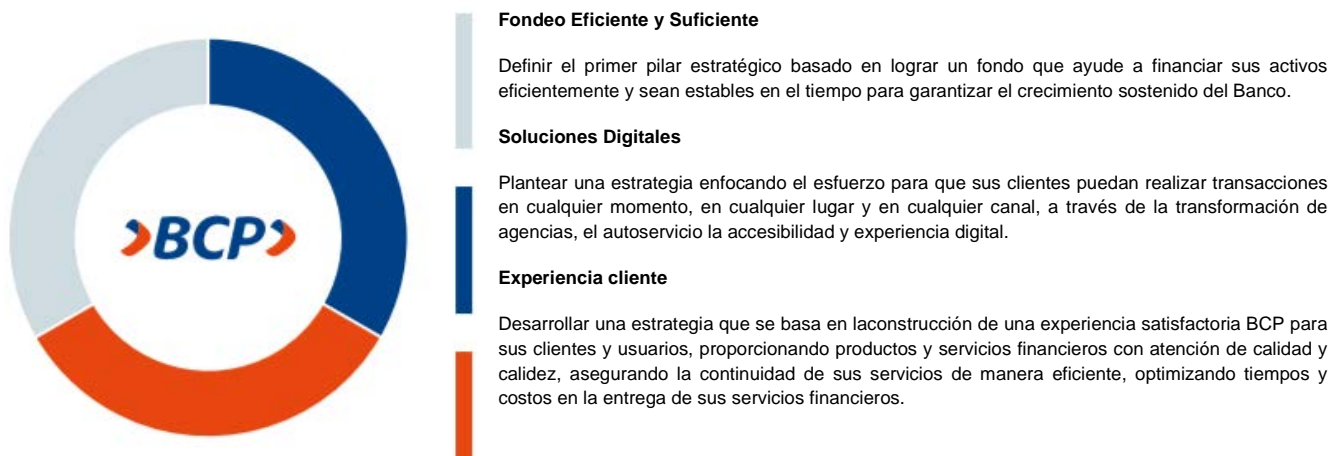 BCP
Fondeo Eficiente y Suficiente
Definir el primer pilar estratégico basado en lograr un fondo que ayude a financiar sus activos
eficientemente y sean estables en el tiempo para garantizar el crecimiento sostenido del Banco.
Soluciones Digitales
Plantear una estrategia enfocando el esfuerzo para que sus clientes puedan realizar transacciones
en cualquier momento, en cualquier lugar y en cualquier canal, a través de la transformación de
agencias, el autoservicio la accesibilidad y experiencia digital.
Experiencia cliente
Desarrollar una estrategia que se basa en laconstrucción de una experiencia satisfactoria BCP para
sus clientes y usuarios, proporcionando productos y servicios financieros con atención de calidad y
calidez, asegurando la continuidad de sus servicios de manera eficiente, optimizando tiempos y
costos en la entrega de sus servicios financieros.